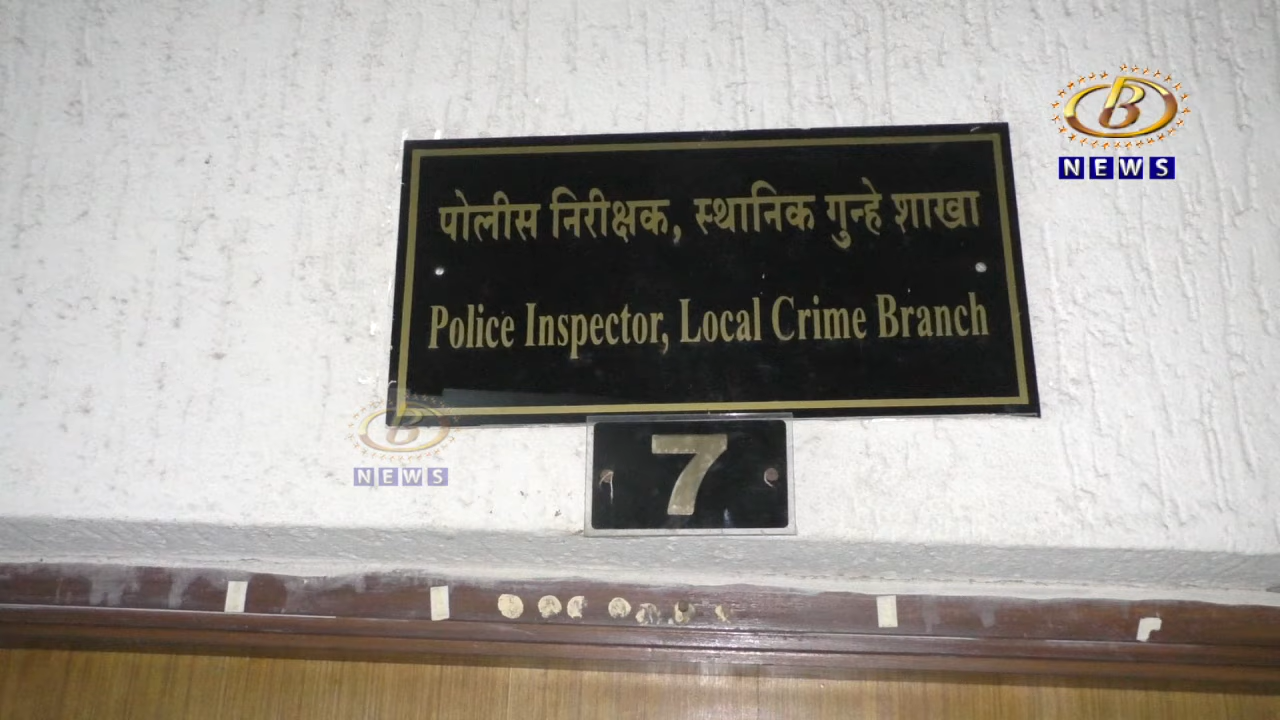 B
NEWS
पोलीस निरीक्षक, स्थानिक गुन्हे शाखा
Police Inspector, Local Crime Branch
B
NEWS
7